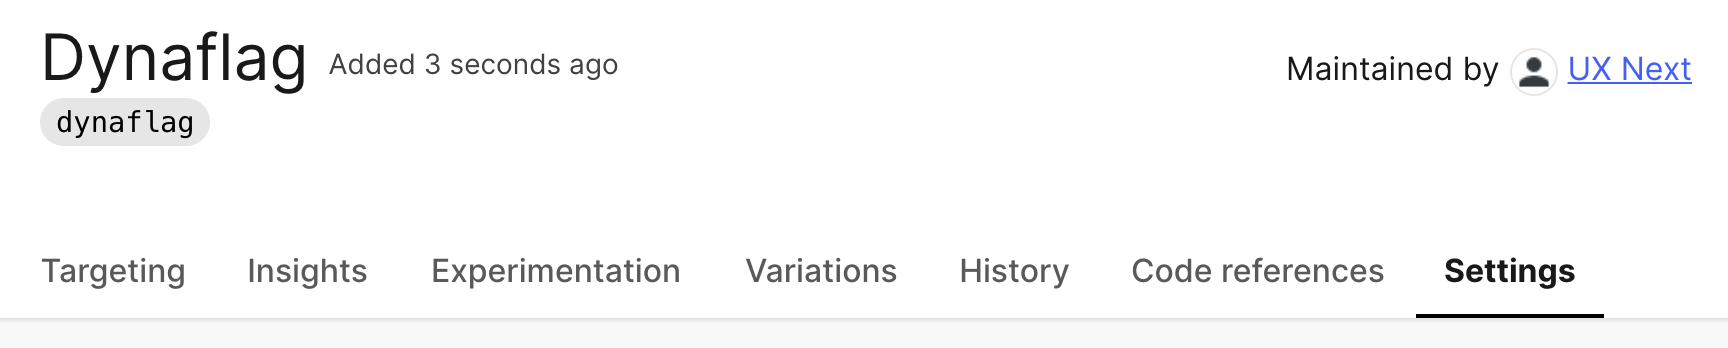 Dynaflag Added 3 seconds ago
Maintained by UX Next
dynaflag
Targeting Insights Experimentation Variations History Code references Settings